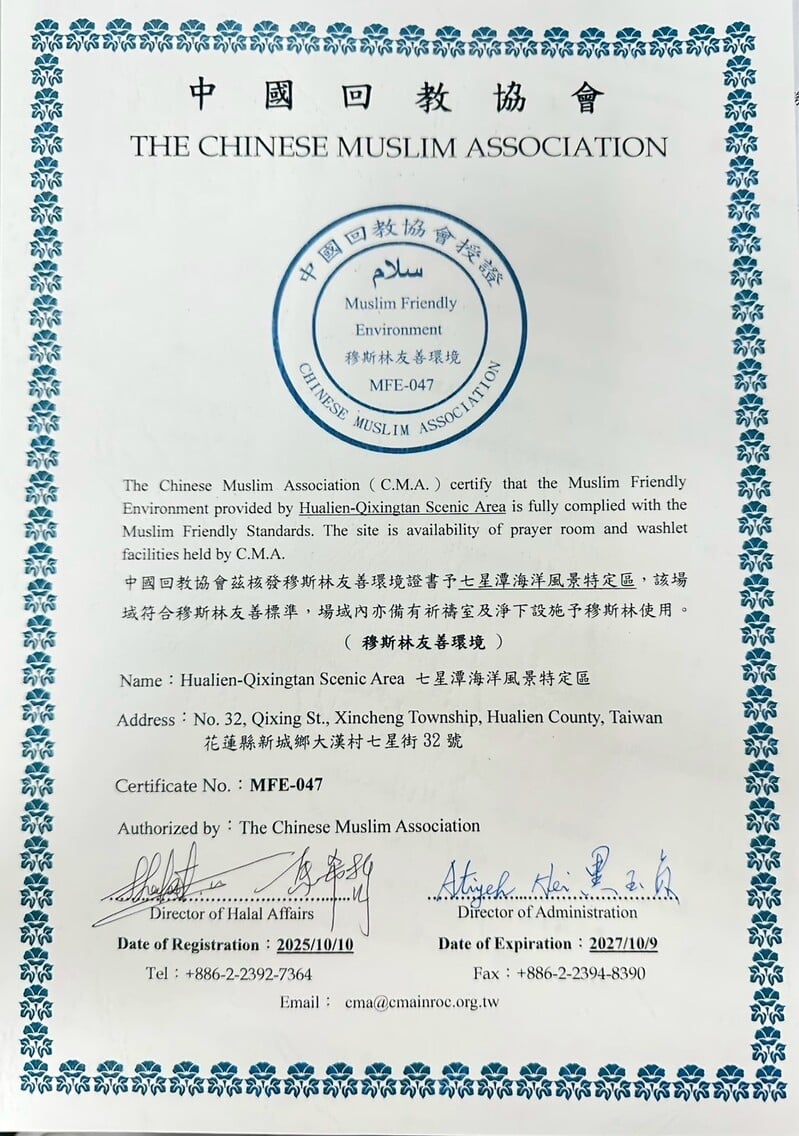 中國回教協會
THE CHINESE MUSLIM ASSOCIATION
中國回教協會授證
سلام
Muslim Friendly
Environment
穆斯林友善環境
MFE-047
CHINESE MUSLIM ASSOCIATION
The Chinese Muslim Association ( C.M.A. ) certify that the Muslim Friendly
Environment provided by Hualien-Qixingtan Scenic Area is fully complied with the
Muslim Friendly Standards. The site is availability of prayer room and washlet
facilities held by C.M.A.
中國回教協會茲核發穆斯林友善環境證書予七星潭海洋風景特定區，該場
域符合穆斯林友善標準，場域內亦備有祈禱室及淨下設施予穆斯林使用。
（ 穆斯林友善環境 ）
Name：Hualien-Qixingtan Scenic Area 七星潭海洋風景特定區
Address：No. 32, Qixing St., Xincheng Township, Hualien County, Taiwan
花蓮縣新城鄉大漢村七星街 32 號
Certificate No.：MFE-047
Authorized by：The Chinese Muslim Association
Atiyeh Hei 黑玉貞
Director of Halal Affairs
Director of Administration
Date of Registration：2025/10/10
Date of Expiration：2027/10/9
Tel：+886-2-2392-7364
Fax：+886-2-2394-8390
Email： cma@cmainroc.org.tw